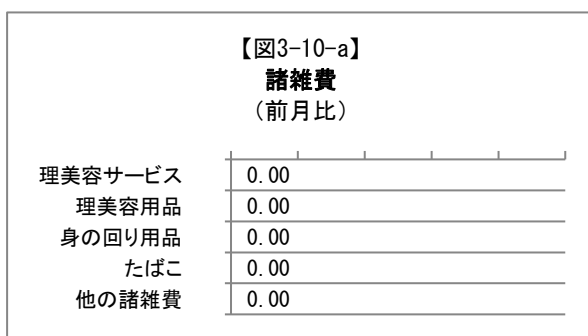 【図3-10-a】
諸雑費
（前月比）
理美容サービス 0.00
理美容用品 0.00
身の回り用品 0.00
たばこ 0.00
他の諸雑費 0.00